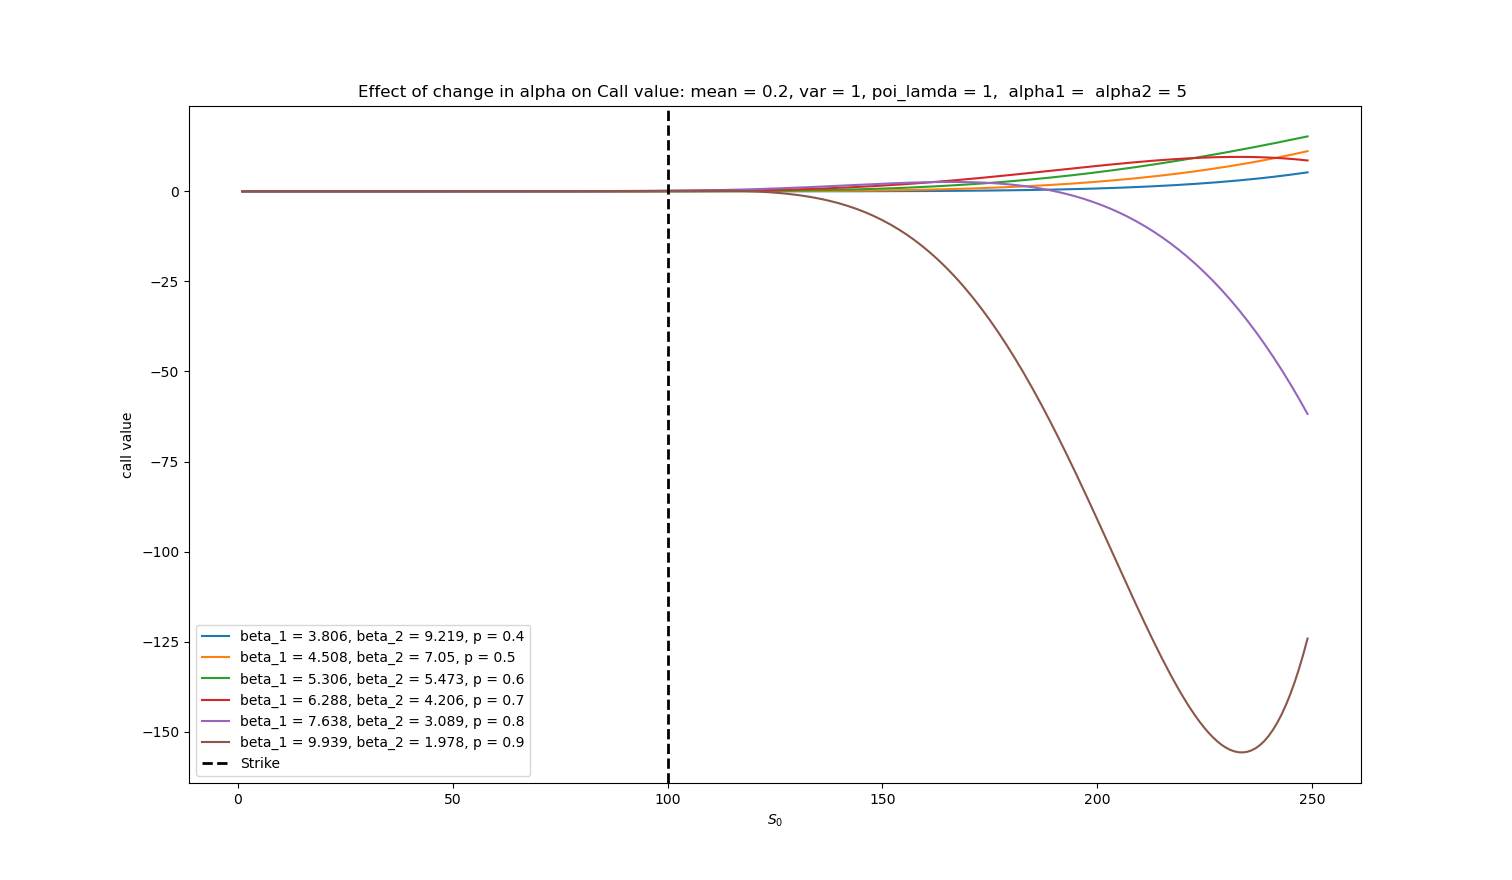 Effect of change in alpha on Call value: mean = 0.2, var = 1, poi_lamda = 1,  alpha1 =  alpha2 = 5
call value
0
−25
−50
−75
−100
−125
−150
beta_1 = 3.806, beta_2 = 9.219, p = 0.4
beta_1 = 4.508, beta_2 = 7.05, p = 0.5
beta_1 = 5.306, beta_2 = 5.473, p = 0.6
beta_1 = 6.288, beta_2 = 4.206, p = 0.7
beta_1 = 7.638, beta_2 = 3.089, p = 0.8
beta_1 = 9.939, beta_2 = 1.978, p = 0.9
Strike
0 50 100 150 200 250
S₀